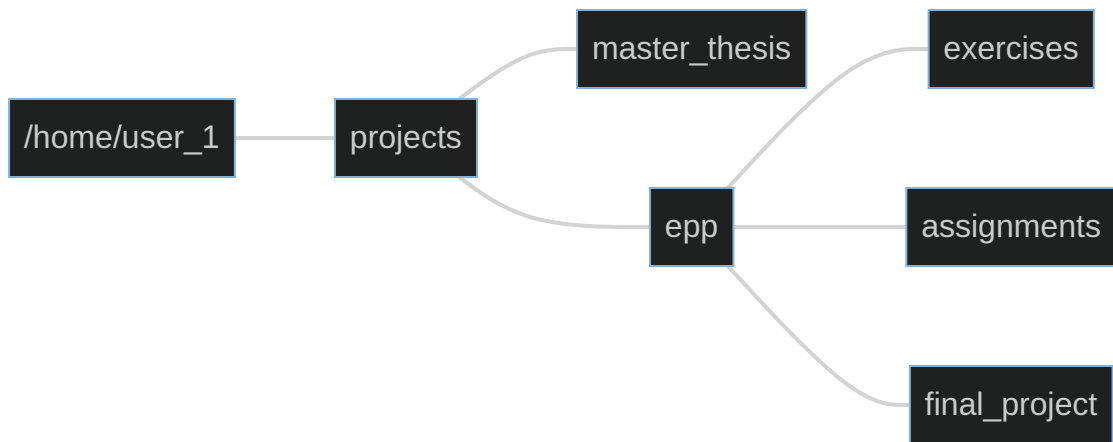 /home/user_1
projects
master_thesis
epp
exercises
assignments
final_project